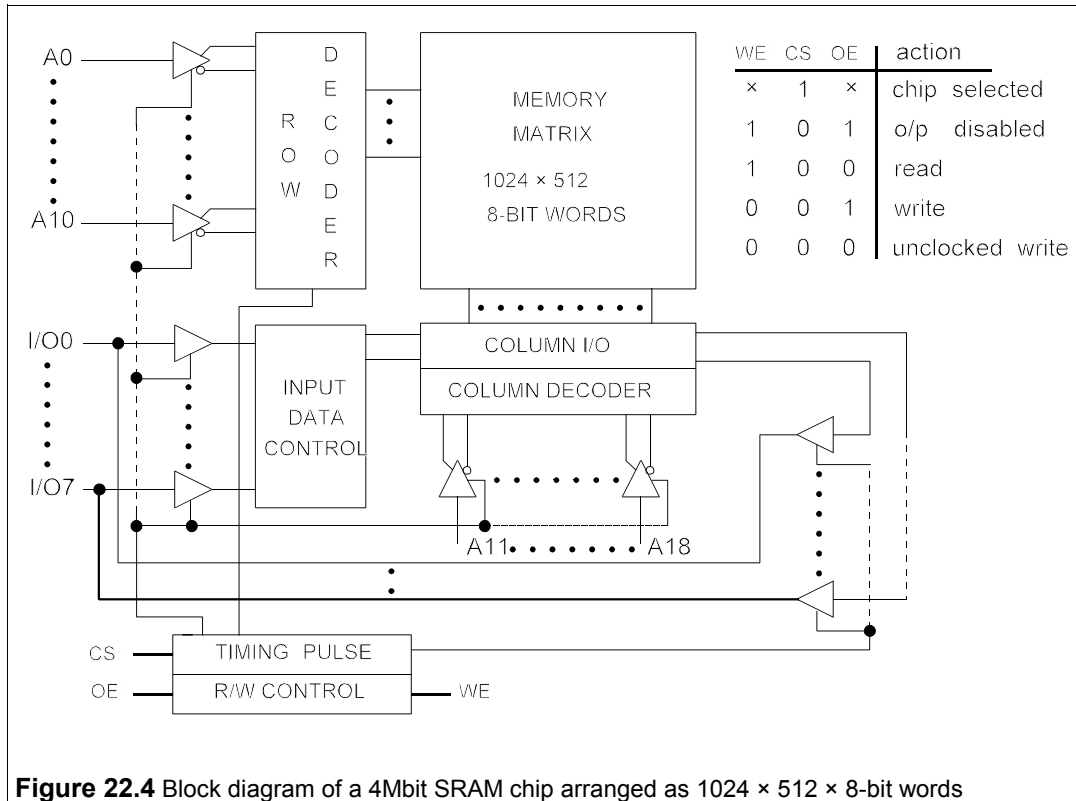 A0
A10
ROW
DECODER
MEMORY
MATRIX
1024 × 512
8-BIT WORDS
WE CS OE action
× 1 × chip selected
1 0 1 o/p disabled
1 0 0 read
0 0 1 write
0 0 0 unclocked write
I/O0
I/O7
INPUT
DATA
CONTROL
COLUMN I/O
COLUMN DECODER
A11
A18
CS
TIMING PULSE
OE
R/W CONTROL
WE
Figure 22.4 Block diagram of a 4Mbit SRAM chip arranged as 1024 × 512 × 8-bit words